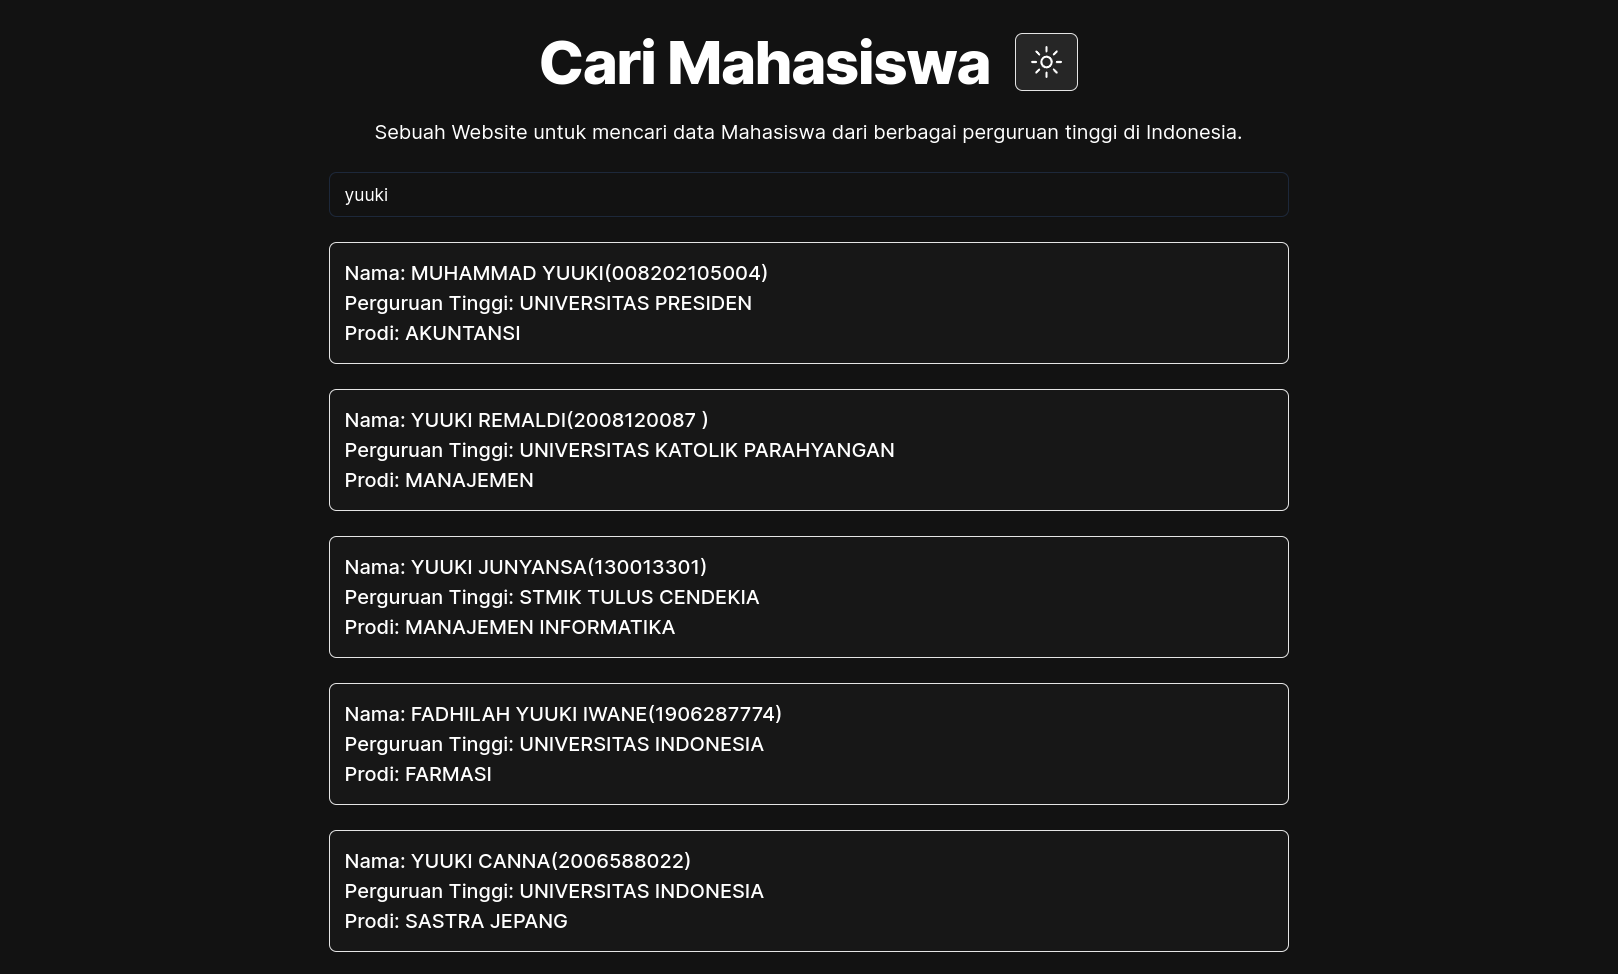 Cari Mahasiswa
Sebuah Website untuk mencari data Mahasiswa dari berbagai perguruan tinggi di Indonesia.
yuuki
Nama: MUHAMMAD YUUKI(008202105004)
Perguruan Tinggi: UNIVERSITAS PRESIDEN
Prodi: AKUNTANSI
Nama: YUUKI REMALDI(2008120087 )
Perguruan Tinggi: UNIVERSITAS KATOLIK PARAHYANGAN
Prodi: MANAJEMEN
Nama: YUUKI JUNYANSA(130013301)
Perguruan Tinggi: STMIK TULUS CENDEKIA
Prodi: MANAJEMEN INFORMATIKA
Nama: FADHILAH YUUKI IWANE(1906287774)
Perguruan Tinggi: UNIVERSITAS INDONESIA
Prodi: FARMASI
Nama: YUUKI CANNA(2006588022)
Perguruan Tinggi: UNIVERSITAS INDONESIA
Prodi: SASTRA JEPANG